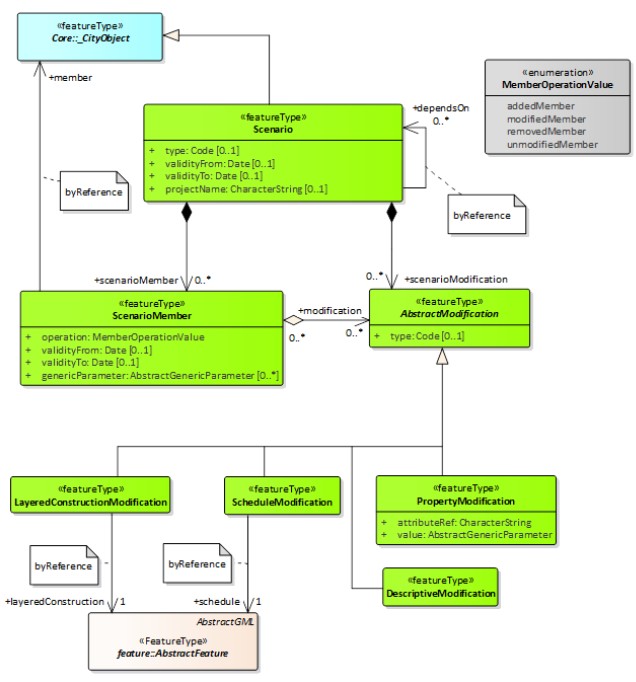 «featureType»
Core::_CityObject
+member
+dependsOn
0..*
«enumeration»
MemberOperationValue
addedMember
modifiedMember
removedMember
unmodifiedMember
«featureType»
Scenario
+ type: Code [0..1]
+ validityFrom: Date [0..1]
+ validityTo: Date [0..1]
+ projectName: CharacterString [0..1]
byReference
byReference
+scenarioMember
0..*
0..*
+scenarioModification
«featureType»
ScenarioMember
+ operation: MemberOperationValue
+ validityFrom: Date [0..1]
+ validityTo: Date [0..1]
+ genericParameter: AbstractGenericParameter [0..*]
+modification
0..*
0..*
«featureType»
AbstractModification
+ type:Code [0..1]
«featureType»
LayeredConstructionModification
«featureType»
ScheduleModification
«featureType»
PropertyModification
+ attributeRef: CharacterString
+ value: AbstractGenericParameter
byReference
byReference
«featureType»
DescriptiveModification
+layeredConstruction
1
+schedule
1
AbstractGML
«FeatureType»
feature::AbstractFeature